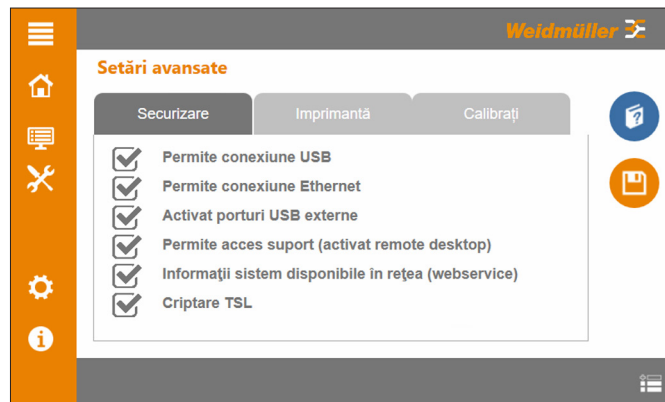 Weidmüller
Setări avansate
Securizare
Imprimantă
Calibrați
Permite conexiune USB
Permite conexiune Ethernet
Activat porturi USB externe
Permite acces suport (activat remote desktop)
Informaţii sistem disponibile în reţea (webservice)
Criptare TSL